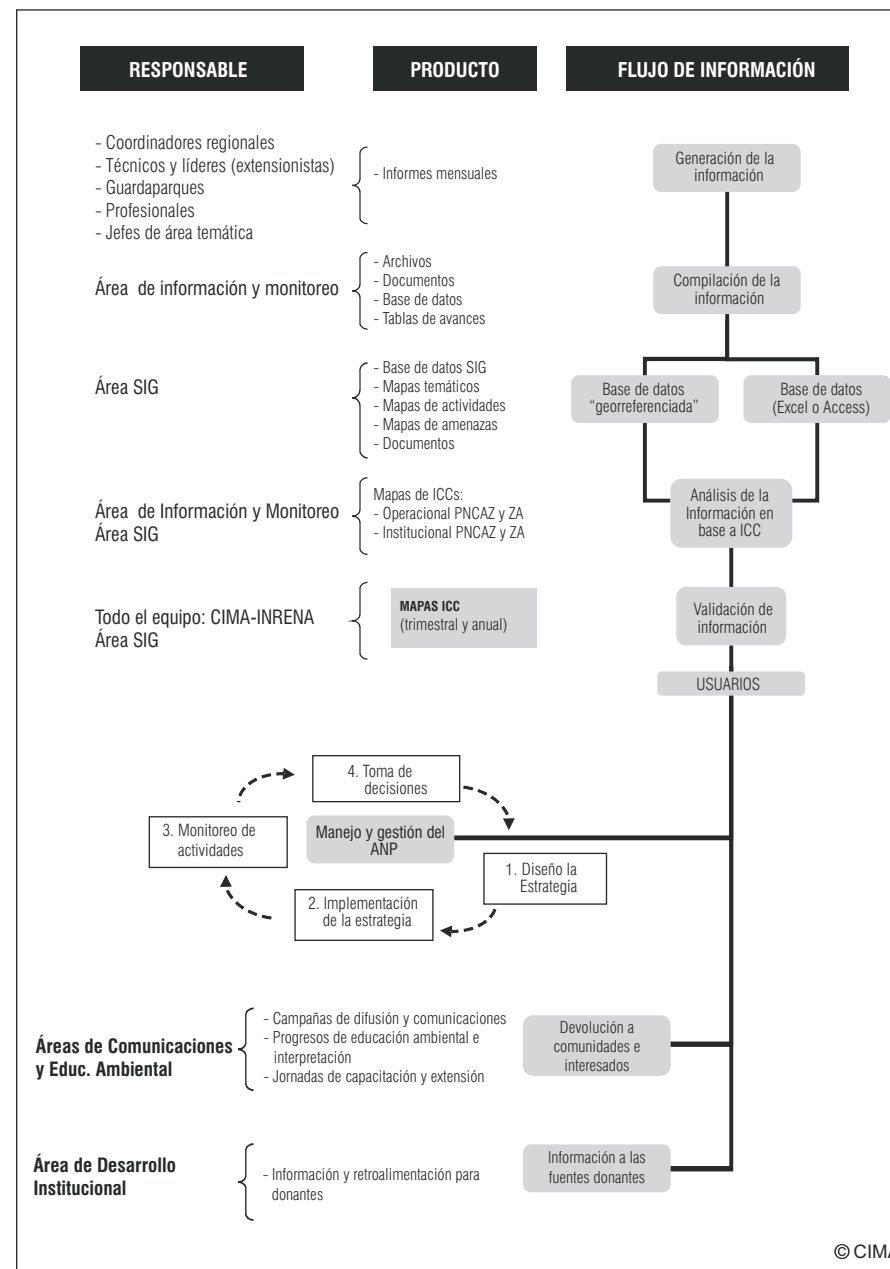 RESPONSABLE
PRODUCTO
FLUJO DE INFORMACIÓN
- Coordinadores regionales
- Técnicos y líderes (extensionistas)
- Guardaparques
- Profesionales
- Jefes de área temática
- Informes mensuales
Generación de la
información
Área de información y monitoreo
- Archivos
- Documentos
- Base de datos
- Tablas de avances
Compilación de la
información
Área SIG
- Base de datos SIG
- Mapas temáticos
- Mapas de actividades
- Mapas de amenazas
- Documentos
Base de datos
“georreferenciada”
Base de datos
(Excel o Access)
Área de Información y Monitoreo
Área SIG
Mapas de ICCs:
- Operacional PNCAZ y ZA
- Institucional PNCAZ y ZA
Análisis de la
Información en
base a ICC
Todo el equipo: CIMA-INRENA
Área SIG
MAPAS ICC
(trimestral y anual)
Validación de
información
USUARIOS
4. Toma de
decisiones
3. Monitoreo de
actividades
Manejo y gestión del
ANP
1. Diseño la
Estrategia
2. Implementación
de la estrategia
Áreas de Comunicaciones
y Educ. Ambiental
- Campañas de difusión y comunicaciones
- Progresos de educación ambiental e
interpretación
- Jornadas de capacitación y extensión
Devolución a
comunidades e
interesados
Área de Desarrollo
Institucional
- Información y retroalimentación para
donantes
Información a las
fuentes donantes
© CIMA